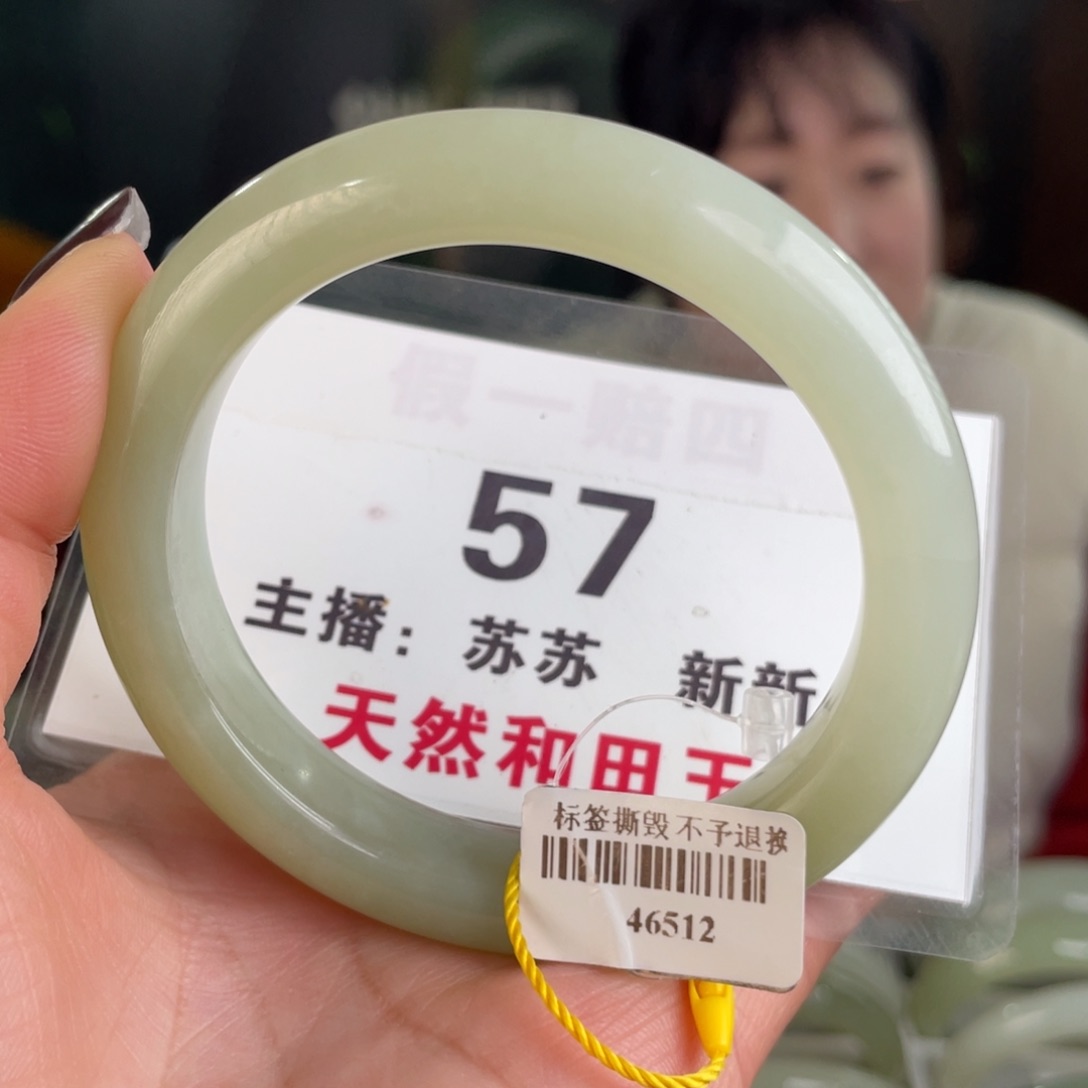 假一赔四
57
主播：苏苏 新新
天然和田玉
标签撕毁不予退换
46512